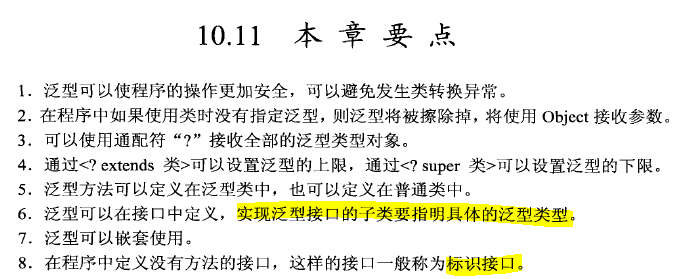 10.11 本章要点
1．泛型可以使程序的操作更加安全，可以避免发生类转换异常。
2．在程序中如果使用类时没有指定泛型，则泛型将被擦除掉，将使用 Object 接收参数。
3．可以使用通配符“?”接收全部的泛型类型对象。
4．通过<? extends 类>可以设置泛型的上限，通过<? super 类>可以设置泛型的下限。
5．泛型方法可以定义在泛型类中，也可以定义在普通类中。
6．泛型可以在接口中定义，实现泛型接口的子类要指明具体的泛型类型。
7．泛型可以嵌套使用。
8．在程序中定义没有方法的接口，这样的接口一般称为标识接口。